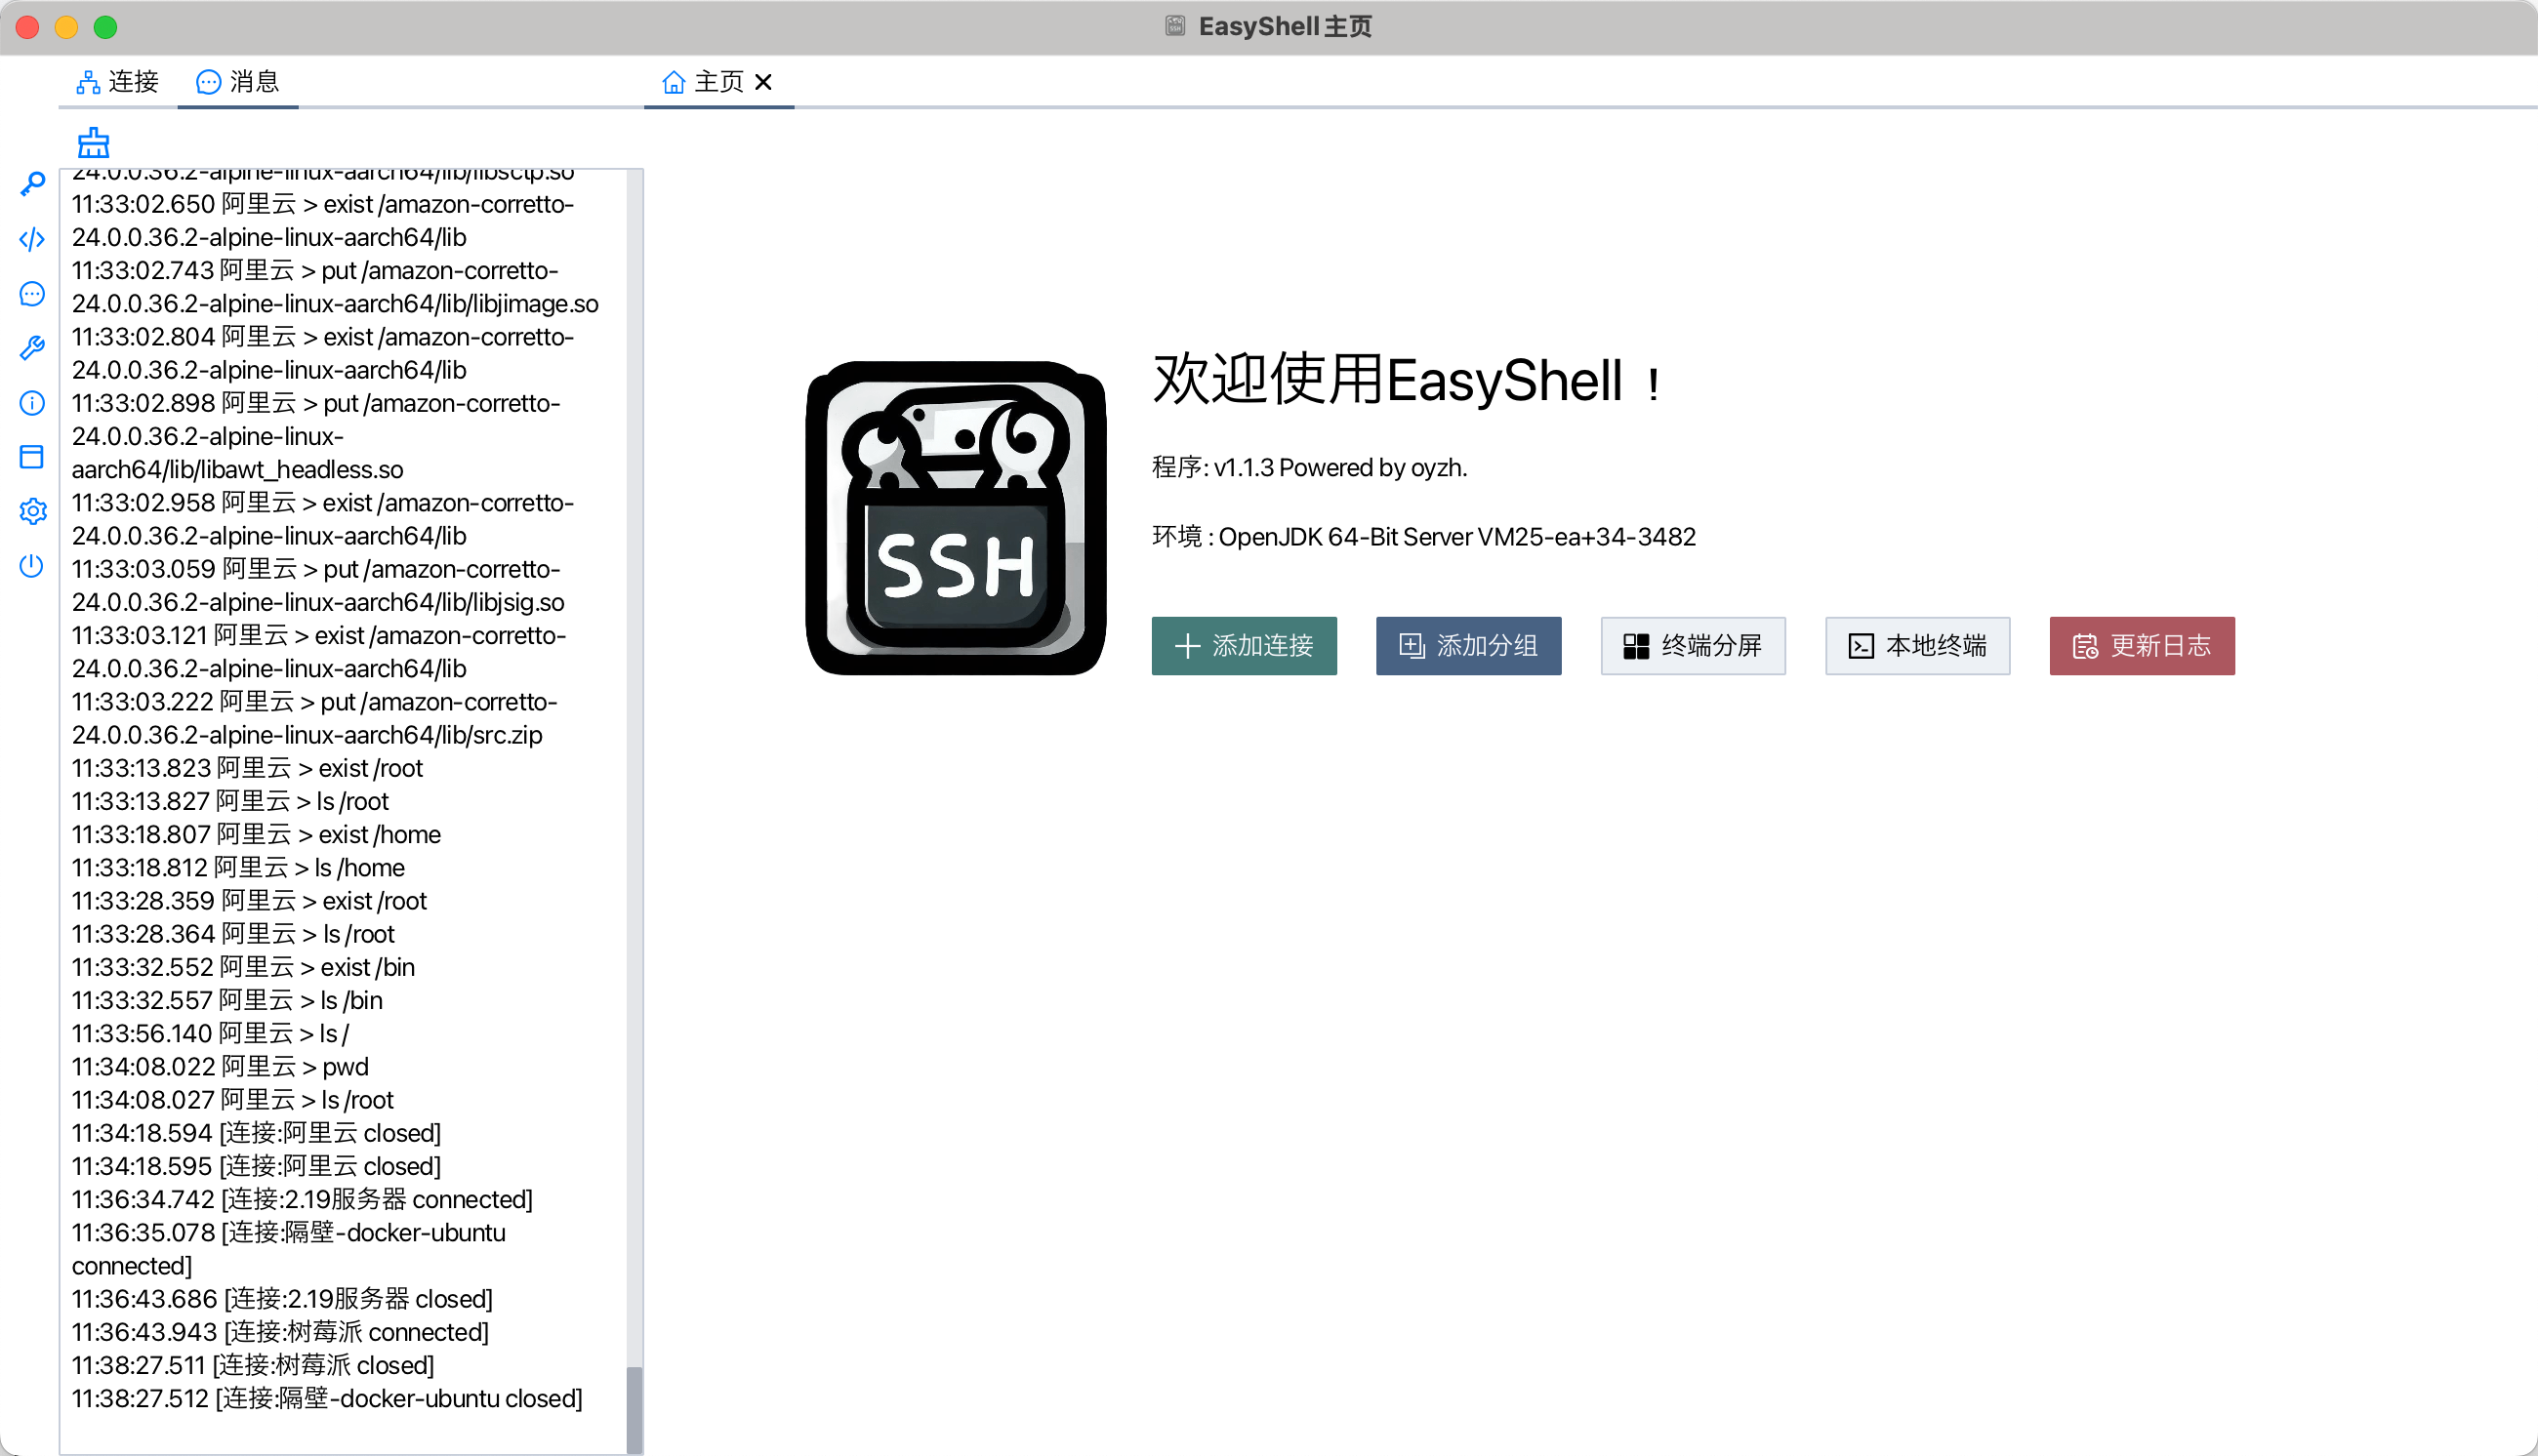 EasyShell主页
连接
消息
主页
24.0.0.36.2-alpine-linux-aarch64/lib/libsctp.so
11:33:02.650 阿里云 > exist /amazon-corretto-
24.0.0.36.2-alpine-linux-aarch64/lib
11:33:02.743 阿里云 > put /amazon-corretto-
24.0.0.36.2-alpine-linux-aarch64/lib/libjimage.so
11:33:02.804 阿里云 > exist /amazon-corretto-
24.0.0.36.2-alpine-linux-aarch64/lib
11:33:02.898 阿里云 > put /amazon-corretto-
24.0.0.36.2-alpine-linux-
aarch64/lib/libawt_headless.so
11:33:02.958 阿里云 > exist /amazon-corretto-
24.0.0.36.2-alpine-linux-aarch64/lib
11:33:03.059 阿里云 > put /amazon-corretto-
24.0.0.36.2-alpine-linux-aarch64/lib/libjsig.so
11:33:03.121 阿里云 > exist /amazon-corretto-
24.0.0.36.2-alpine-linux-aarch64/lib
11:33:03.222 阿里云 > put /amazon-corretto-
24.0.0.36.2-alpine-linux-aarch64/lib/src.zip
11:33:13.823 阿里云 > exist /root
11:33:13.827 阿里云 > ls /root
11:33:18.807 阿里云 > exist /home
11:33:18.812 阿里云 > ls /home
11:33:28.359 阿里云 > exist /root
11:33:28.364 阿里云 > ls /root
11:33:32.552 阿里云 > exist /bin
11:33:32.557 阿里云 > ls /bin
11:33:56.140 阿里云 > ls /
11:34:08.022 阿里云 > pwd
11:34:08.027 阿里云 > ls /root
11:34:18.594 [连接:阿里云 closed]
11:34:18.595 [连接:阿里云 closed]
11:36:34.742 [连接:2.19服务器 connected]
11:36:35.078 [连接:隔壁-docker-ubuntu
connected]
11:36:43.686 [连接:2.19服务器 closed]
11:36:43.943 [连接:树莓派 connected]
11:38:27.511 [连接:树莓派 closed]
11:38:27.512 [连接:隔壁-docker-ubuntu closed]
SSH
欢迎使用EasyShell！
程序: v1.1.3 Powered by oyzh.
环境 : OpenJDK 64-Bit Server VM25-ea+34-3482
添加连接
添加分组
终端分屏
本地终端
更新日志